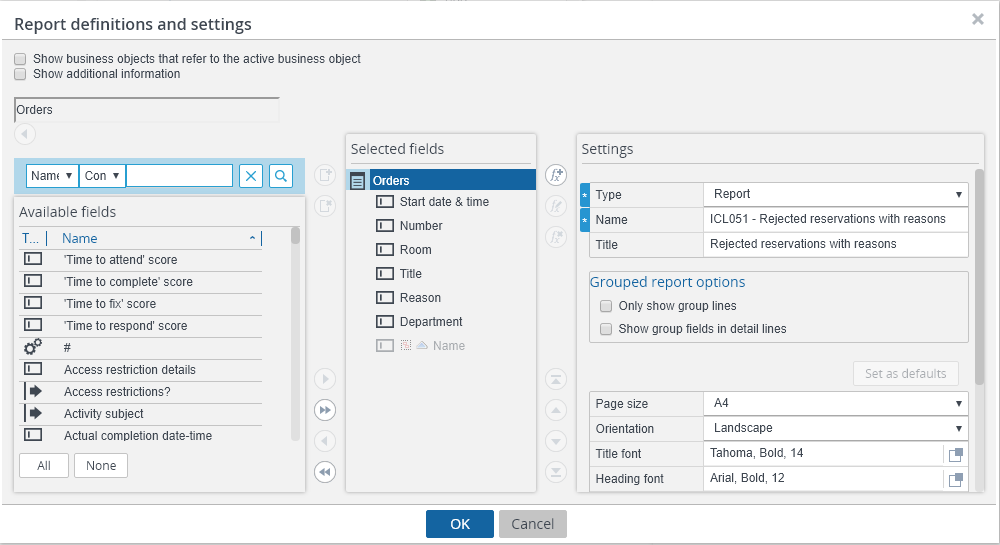 Report definitions and settings
Show business objects that refer to the active business object
Show additional information
Orders
Name Con
Available fields
T... Name
'Time to attend' score
'Time to complete' score
'Time to fix' score
'Time to respond' score
#
Access restriction details
Access restrictions?
Activity subject
Actual completion date-time
All None
Selected fields
Orders
Start date & time
Number
Room
Title
Reason
Department
Name
Settings
* Type Report
* Name ICL051 - Rejected reservations with reasons
Title Rejected reservations with reasons
Grouped report options
Only show group lines
Show group fields in detail lines
Set as defaults
Page size A4
Orientation Landscape
Title font Tahoma, Bold, 14
Heading font Arial, Bold, 12
OK Cancel